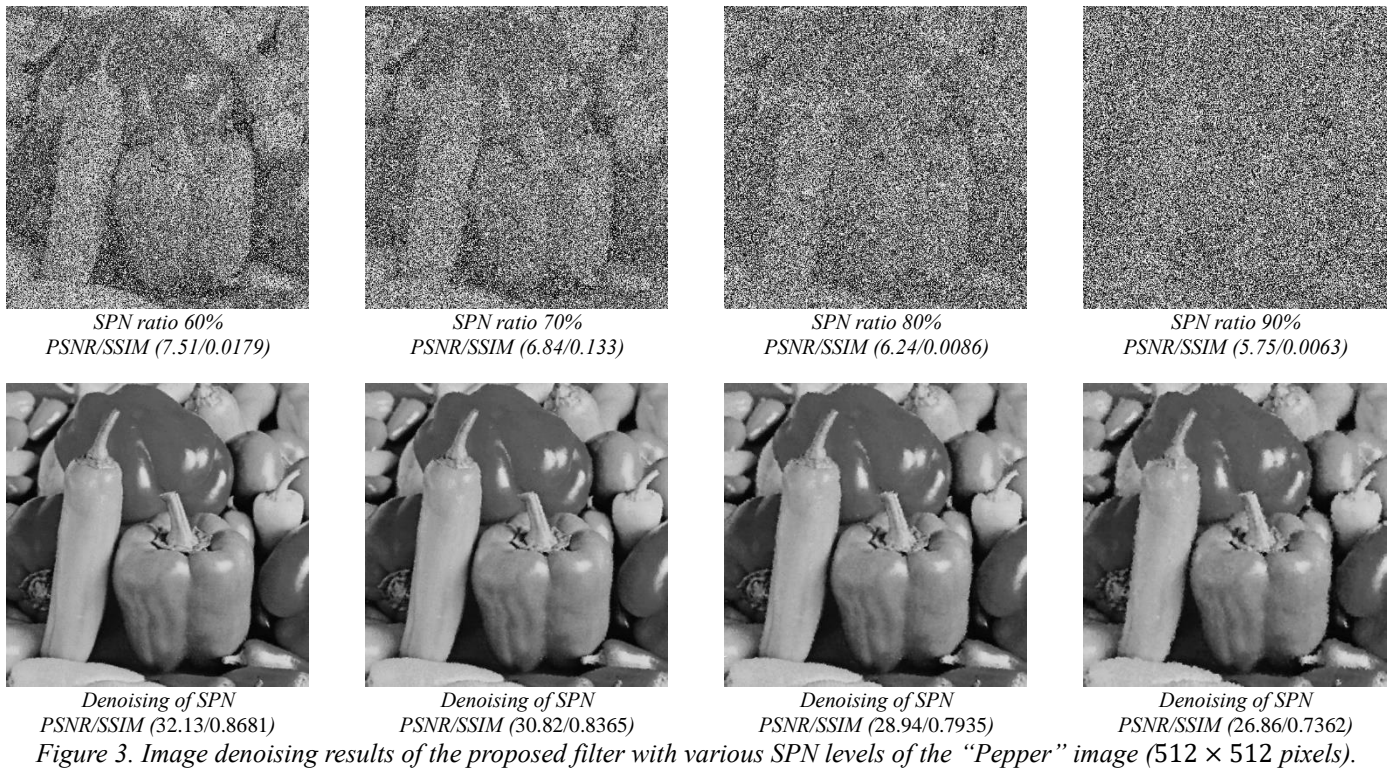 SPN ratio 60%
PSNR/SSIM (7.51/0.0179)
SPN ratio 70%
PSNR/SSIM (6.84/0.133)
SPN ratio 80%
PSNR/SSIM (6.24/0.0086)
SPN ratio 90%
PSNR/SSIM (5.75/0.0063)
Denoising of SPN
PSNR/SSIM (32.13/0.8681)
Denoising of SPN
PSNR/SSIM (30.82/0.8365)
Denoising of SPN
PSNR/SSIM (28.94/0.7935)
Denoising of SPN
PSNR/SSIM (26.86/0.7362)
Figure 3. Image denoising results of the proposed filter with various SPN levels of the “Pepper” image (512 × 512 pixels).